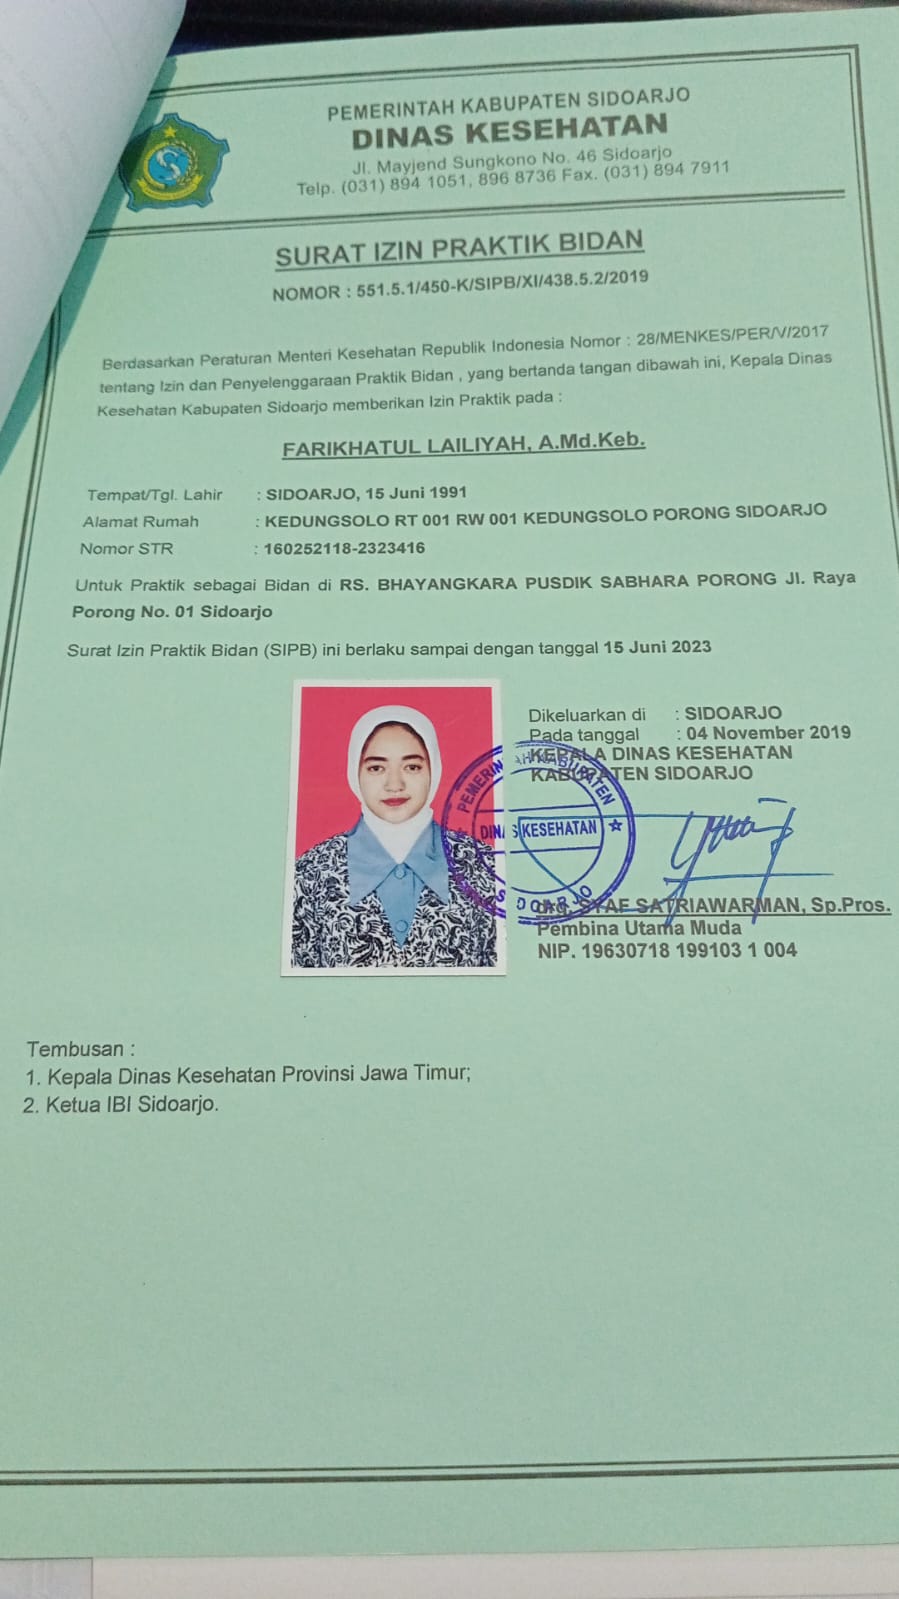 PEMERINTAH KABUPATEN SIDOARJO
DINAS KESEHATAN
Jl. Mayjend Sungkono No. 46 Sidoarjo
Telp. (031) 894 1051, 896 8736 Fax. (031) 894 7911
SURAT IZIN PRAKTIK BIDAN
NOMOR : 551.5.1/450-K/SIPB/XI/438.5.2/2019
Berdasarkan Peraturan Menteri Kesehatan Republik Indonesia Nomor : 28/MENKES/PER/V/2017
tentang Izin dan Penyelenggaraan Praktik Bidan , yang bertanda tangan dibawah ini, Kepala Dinas
Kesehatan Kabupaten Sidoarjo memberikan Izin Praktik pada :
FARIKHATUL LAILIYAH, A.Md.Keb.
Tempat/Tgl. Lahir : SIDOARJO, 15 Juni 1991
Alamat Rumah : KEDUNGSOLO RT 001 RW 001 KEDUNGSOLO PORONG SIDOARJO
Nomor STR : 160252118-2323416
Untuk Praktik sebagai Bidan di RS. BHAYANGKARA PUSDIK SABHARA PORONG Jl. Raya
Porong No. 01 Sidoarjo
Surat Izin Praktik Bidan (SIPB) ini berlaku sampai dengan tanggal 15 Juni 2023
Dikeluarkan di : SIDOARJO
Pada tanggal : 04 November 2019
KEPALA DINAS KESEHATAN
KABUPATEN SIDOARJO
DINAS KESEHATAN
drg. SYAF SATRIAWARMAN, Sp.Pros.
Pembina Utama Muda
NIP. 19630718 199103 1 004
Tembusan :
1. Kepala Dinas Kesehatan Provinsi Jawa Timur;
2. Ketua IBI Sidoarjo.